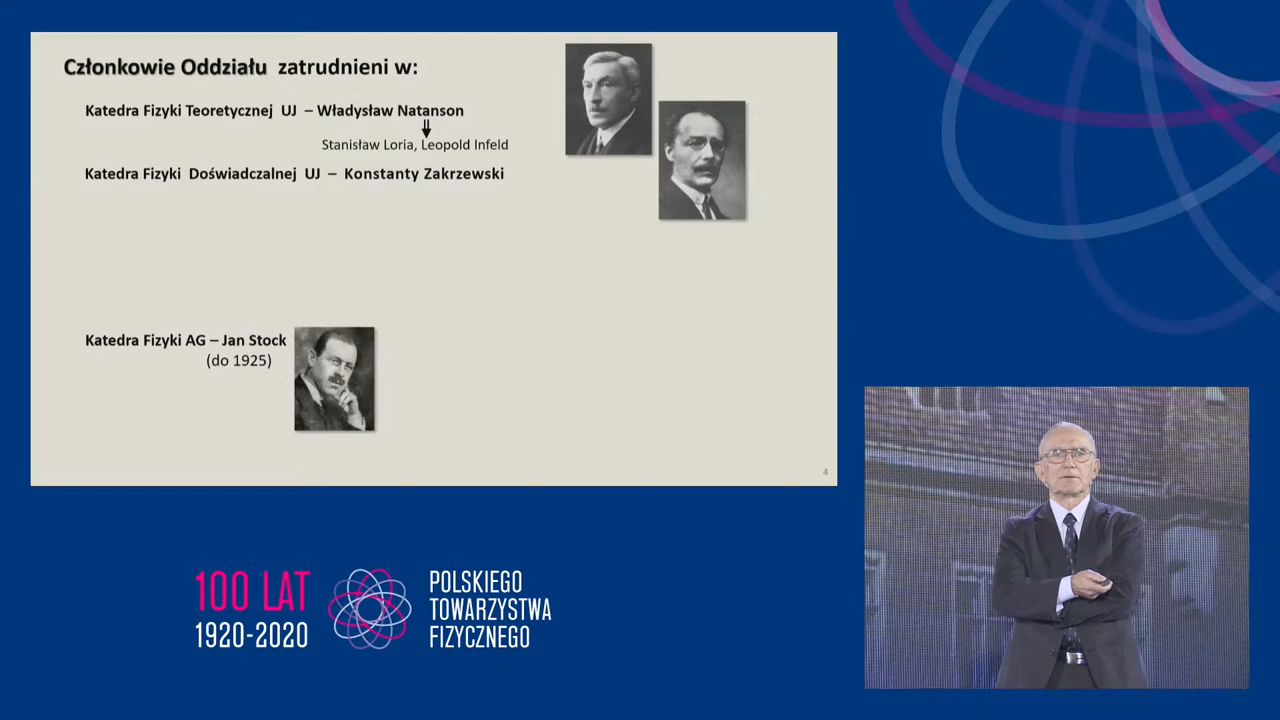 Członkowie Oddziału zatrudnieni w:
Katedra Fizyki Teoretycznej UJ – Władysław Natanson
Stanisław Loria, Leopold Infeld
Katedra Fizyki Doświadczalnej UJ – Konstanty Zakrzewski
Katedra Fizyki AG – Jan Stock
(do 1925)
4
100 LAT
1920-2020
POLSKIEGO
TOWARZYSTWA
FIZYCZNEGO